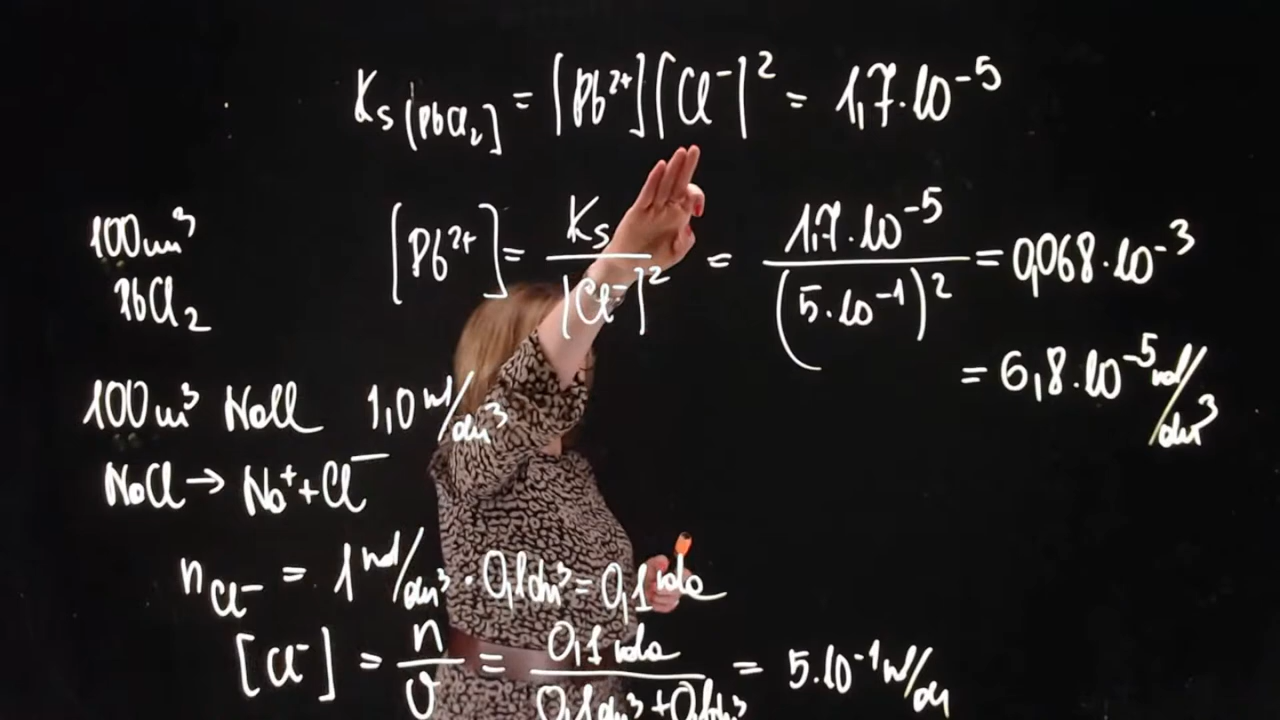 Ks[PbCl₂] = [Pb²⁺][Cl⁻]² = 1,7·10⁻⁵
[Pb²⁺] = Ks / [Cl⁻]² = 1,7·10⁻⁵ / (5·10⁻¹)² = 0,068·10⁻³
= 6,8·10⁻⁵ mol/dm³
100cm³
PbCl₂
100cm³ NaCl 1,0 mol/dm³
NaCl → Na⁺ + Cl⁻
nCl⁻ = 1 mol/dm³ · 0,1dm³ = 0,1 mola
[Cl⁻] = n / v = 0,1 mola / 0,1dm³ + 0,1dm³ = 5·10⁻¹ mol/dm